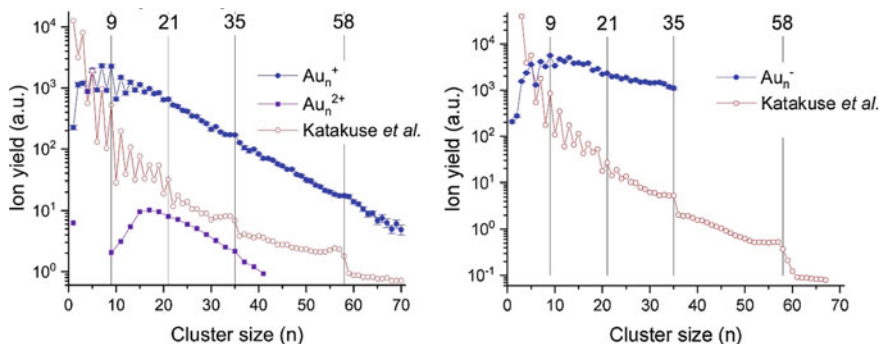 9 21 35 58
10⁴
10³
10²
10¹
10⁰
Ion yield (a.u.)
Auₙ⁺
Auₙ²⁺
Katakuse et al.
0 10 20 30 40 50 60 70
Cluster size (n)
9 21 35 58
10⁵
10⁴
10³
10²
10¹
10⁰
10⁻¹
Ion yield (a.u.)
Auₙ⁻
Katakuse et al.
0 10 20 30 40 50 60 70
Cluster size (n)